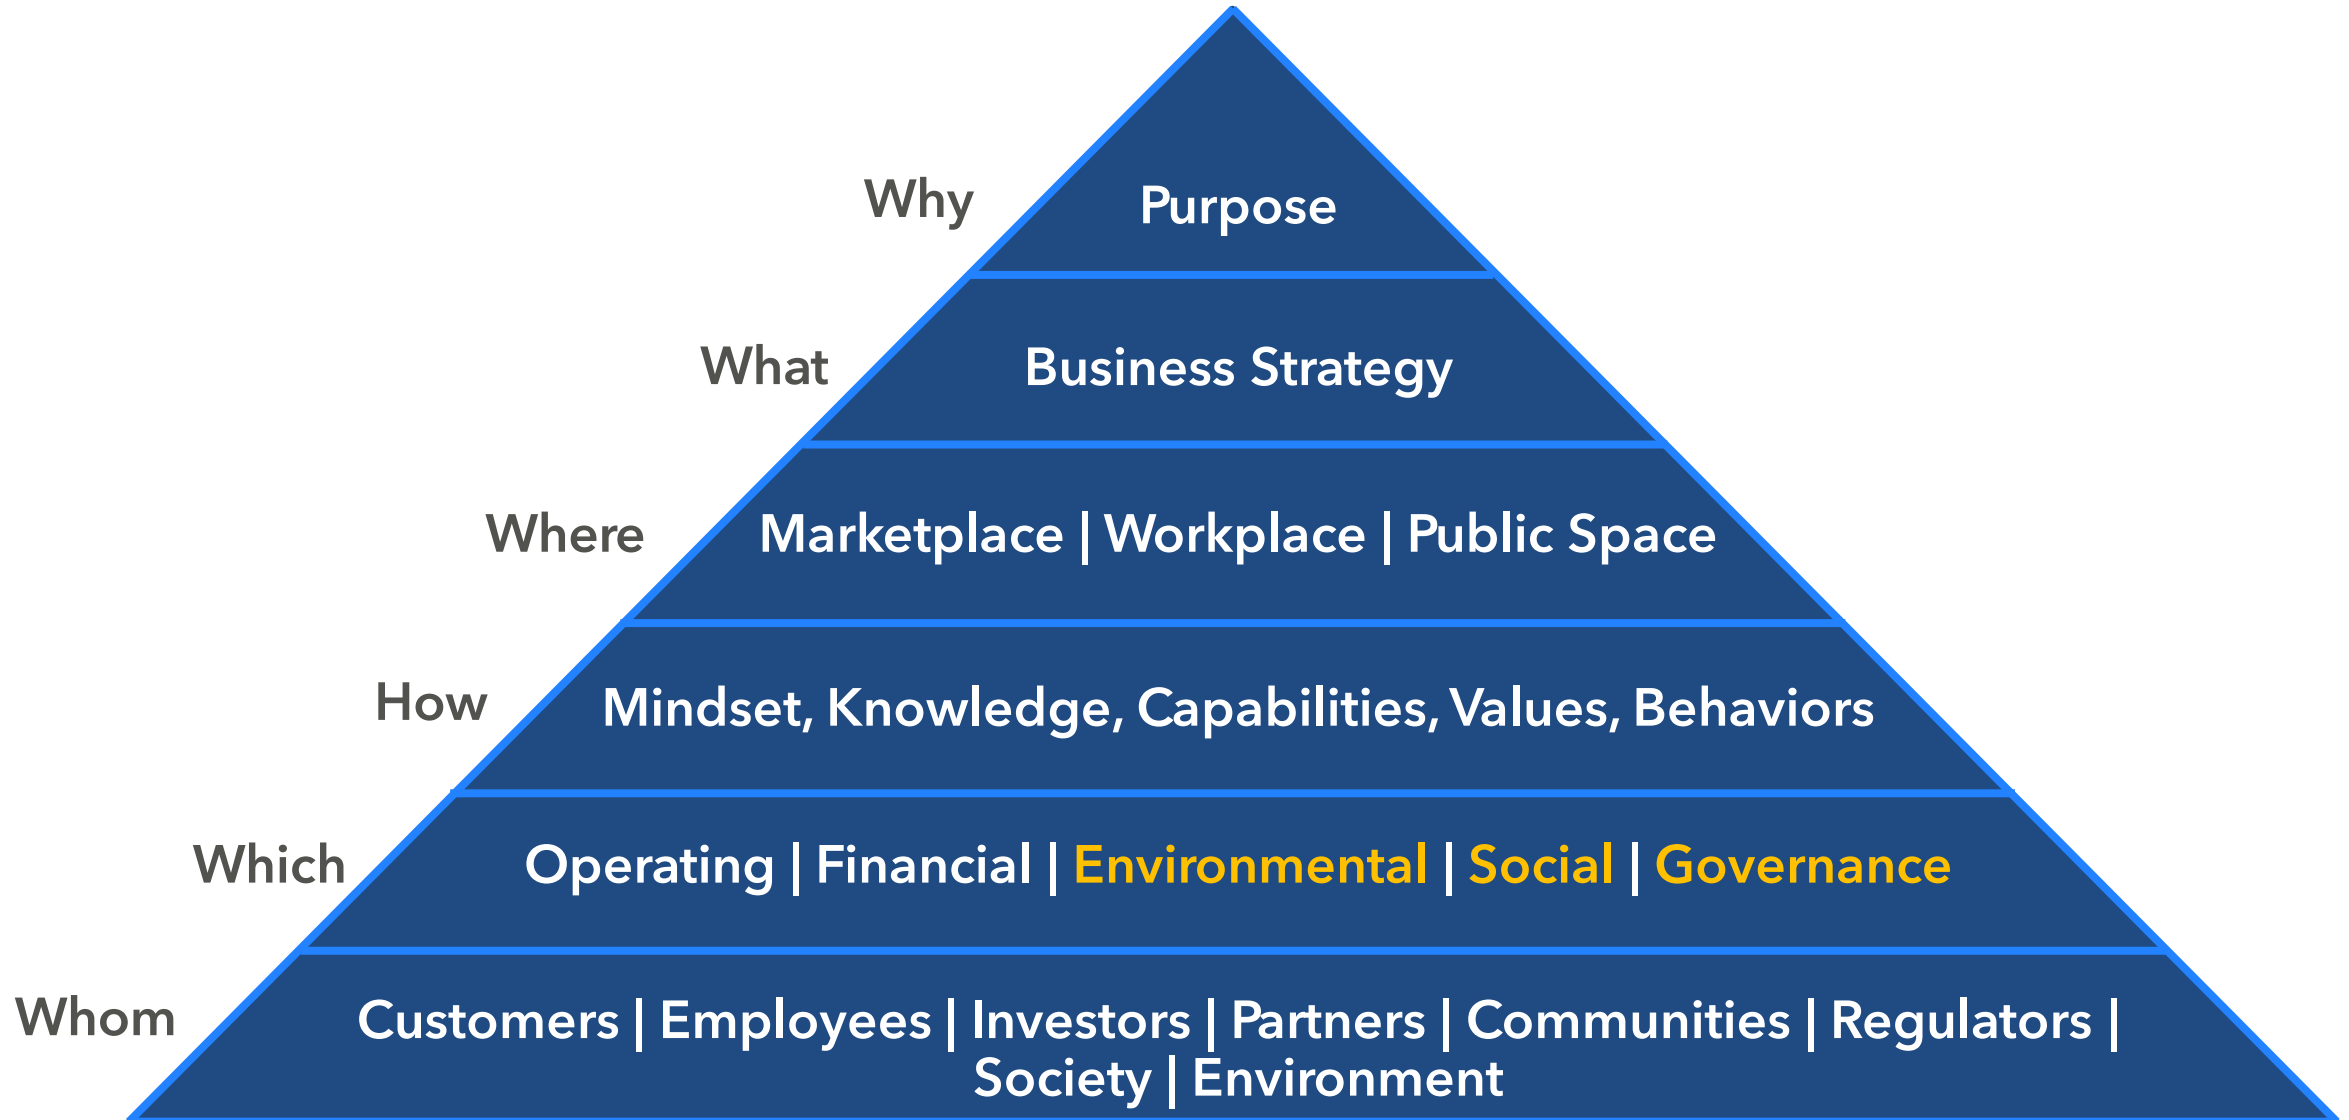 Why
Purpose
What
Business Strategy
Where
Marketplace | Workplace | Public Space
How
Mindset, Knowledge, Capabilities, Values, Behaviors
Which
Operating | Financial | Environmental | Social | Governance
Whom
Customers | Employees | Investors | Partners | Communities | Regulators |
Society | Environment